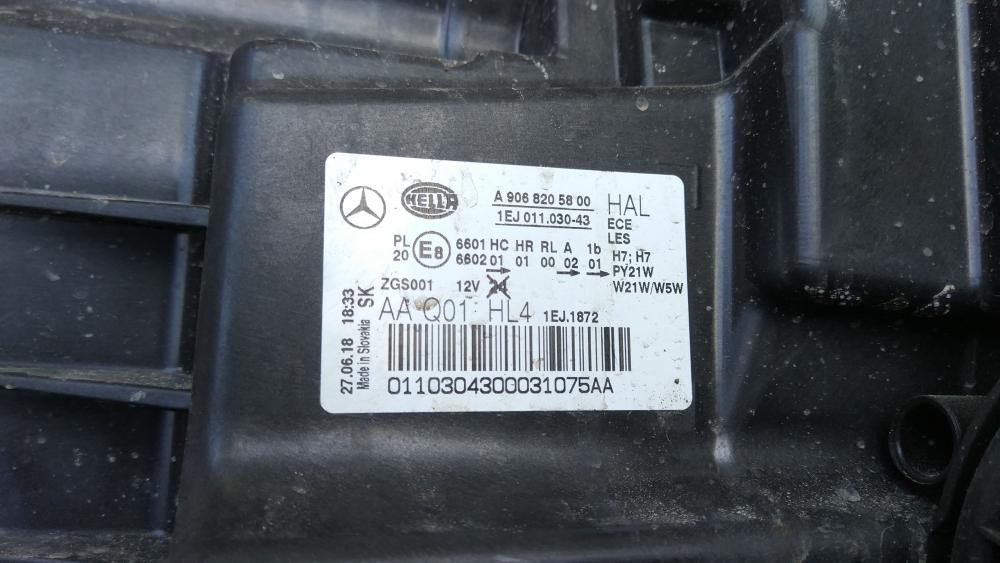 HELLA
A 906 820 58 00
1EJ 011.030-43
HAL
ECE
LES
PL
20
E8
6601 HC HR RL A 1b
6602 01 01 00 02 01
H7; H7
PY21W
W21W/W5W
ZGS001 12V 24
AA Q01 HL4 1EJ.1872
0110304300031075AA
27.06.18 18:33
Made in Slovakia SK